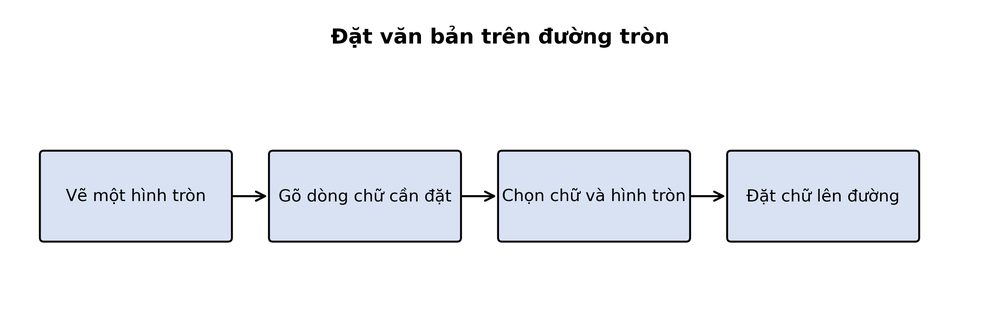 Đặt văn bản trên đường tròn
Vẽ một hình tròn
Gõ dòng chữ cần đặt
Chọn chữ và hình tròn
Đặt chữ lên đường